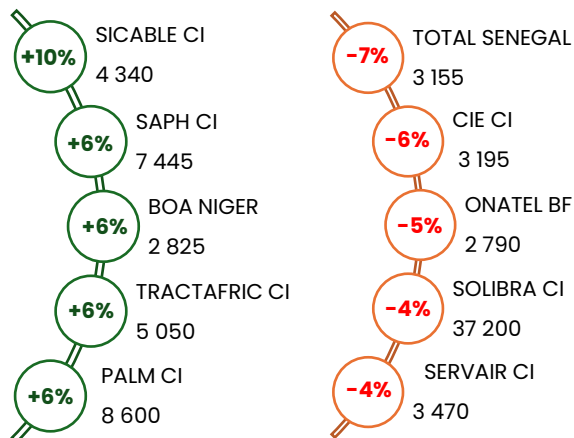 +10%
SICABLE CI
4 340
+6%
SAPH CI
7 445
+6%
BOA NIGER
2 825
+6%
TRACTAFRIC CI
5 050
+6%
PALM CI
8 600
-7%
TOTAL SENEGAL
3 155
-6%
CIE CI
3 195
-5%
ONATEL BF
2 790
-4%
SOLIBRA CI
37 200
-4%
SERVAIR CI
3 470